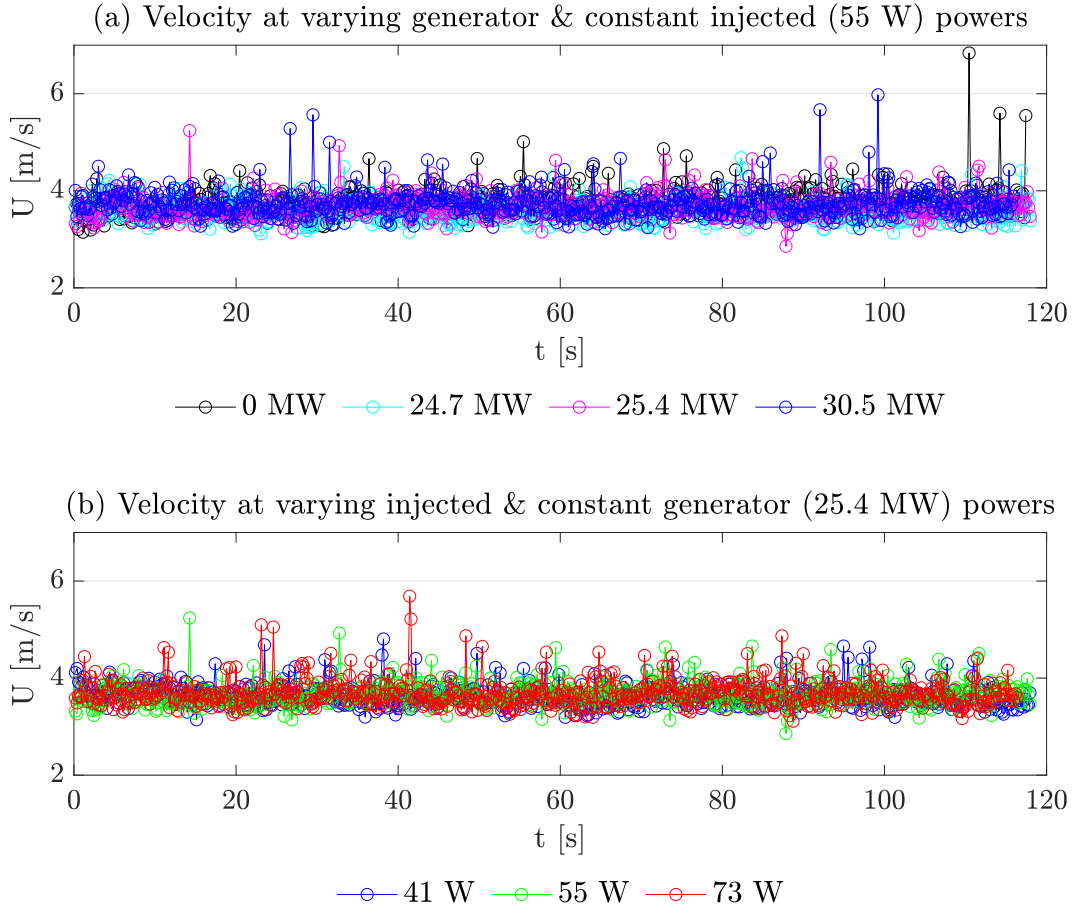 (a) Velocity at varying generator & constant injected (55 W) powers
6
4
2
U [m/s]
0 20 40 60 80 100 120
t [s]
0 MW 24.7 MW 25.4 MW 30.5 MW
(b) Velocity at varying injected & constant generator (25.4 MW) powers
6
4
2
U [m/s]
0 20 40 60 80 100 120
t [s]
41 W 55 W 73 W